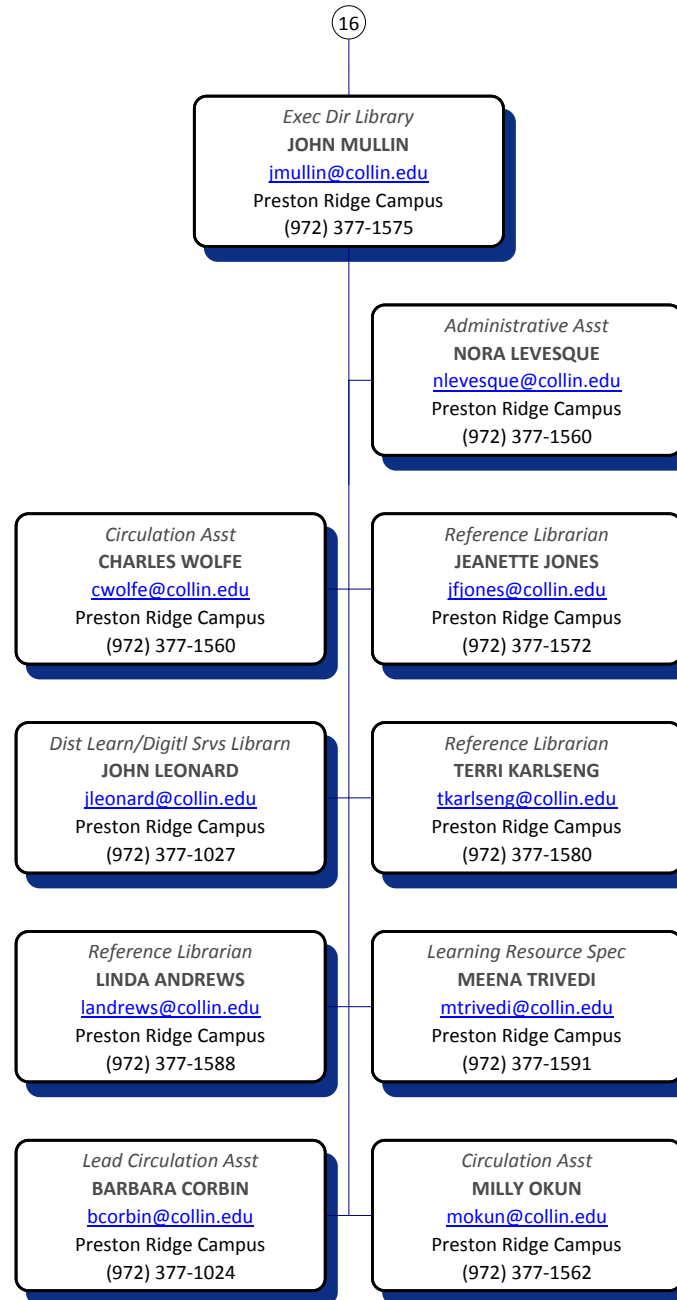 16
Exec Dir Library
JOHN MULLIN
jmullin@collin.edu
Preston Ridge Campus
(972) 377-1575
Administrative Asst
NORA LEVESQUE
nlevesque@collin.edu
Preston Ridge Campus
(972) 377-1560
Circulation Asst
CHARLES WOLFE
cwolfe@collin.edu
Preston Ridge Campus
(972) 377-1560
Reference Librarian
JEANETTE JONES
jfjones@collin.edu
Preston Ridge Campus
(972) 377-1572
Dist Learn/Digitl Srvs Librarn
JOHN LEONARD
jleonard@collin.edu
Preston Ridge Campus
(972) 377-1027
Reference Librarian
TERRI KARLSENG
tkarlseng@collin.edu
Preston Ridge Campus
(972) 377-1580
Reference Librarian
LINDA ANDREWS
landrews@collin.edu
Preston Ridge Campus
(972) 377-1588
Learning Resource Spec
MEENA TRIVEDI
mtrivedi@collin.edu
Preston Ridge Campus
(972) 377-1591
Lead Circulation Asst
BARBARA CORBIN
bcorbin@collin.edu
Preston Ridge Campus
(972) 377-1024
Circulation Asst
MILLY OKUN
mokun@collin.edu
Preston Ridge Campus
(972) 377-1562